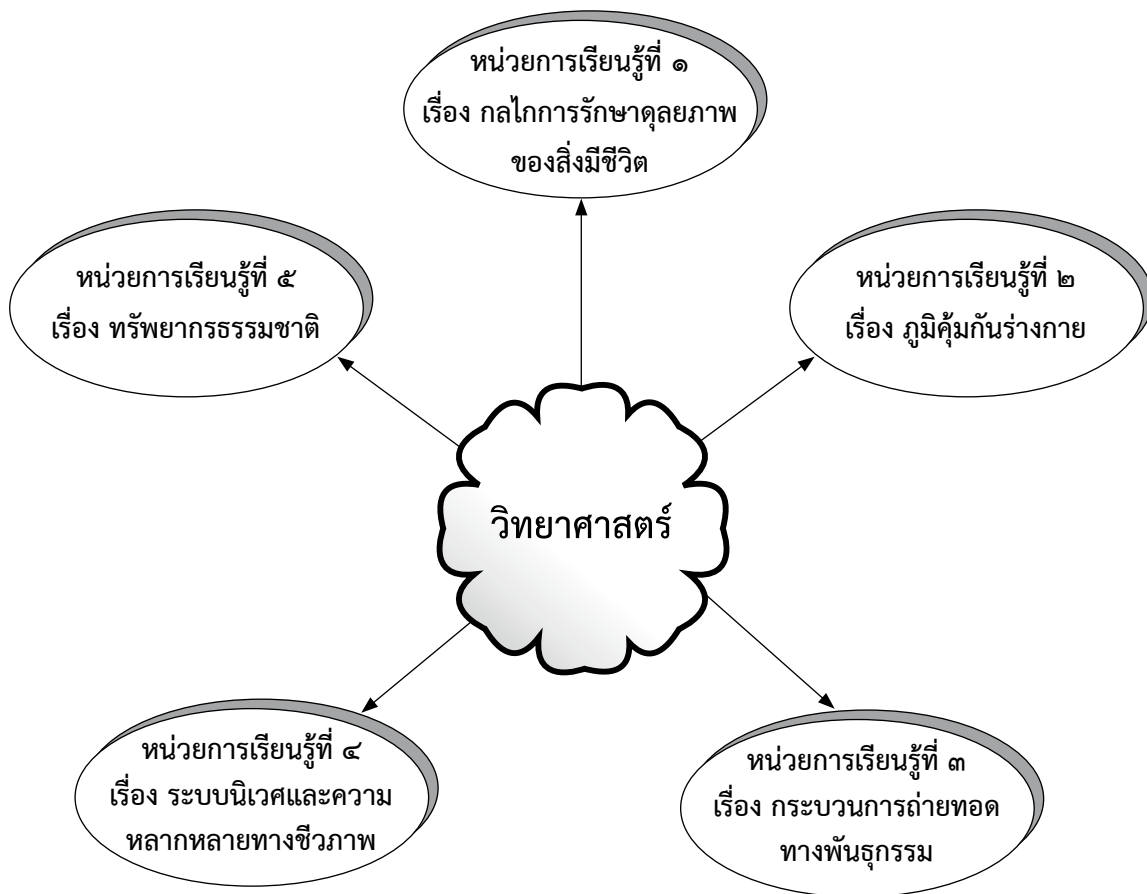 หน่วยการเรียนรู้ที่ ๑
เรื่อง กลไกการรักษาดุลยภาพ
ของสิ่งมีชีวิต
หน่วยการเรียนรู้ที่ ๕
เรื่อง ทรัพยากรธรรมชาติ
หน่วยการเรียนรู้ที่ ๒
เรื่อง ภูมิคุ้มกันร่างกาย
วิทยาศาสตร์
หน่วยการเรียนรู้ที่ ๔
เรื่อง ระบบนิเวศและความ
หลากหลายทางชีวภาพ
หน่วยการเรียนรู้ที่ ๓
เรื่อง กระบวนการถ่ายทอด
ทางพันธุกรรม